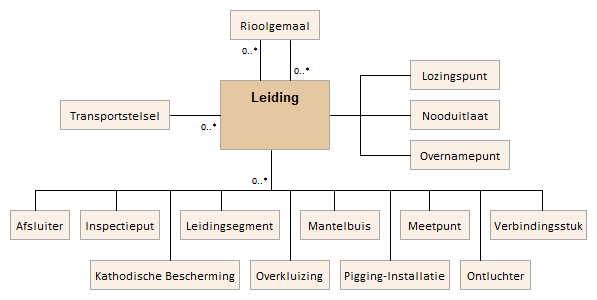 Rioolgemaal
0..*
0..*
Leiding
Lozingspunt
Transportstelsel
0..*
Nooduitlaat
Overnamepunt
0..*
Afsluiter
Inspectieput
Leidingsegment
Mantelbuis
Meetpunt
Verbindingsstuk
Kathodische Bescherming
Overkluizing
Pigging-Installatie
Ontluchter